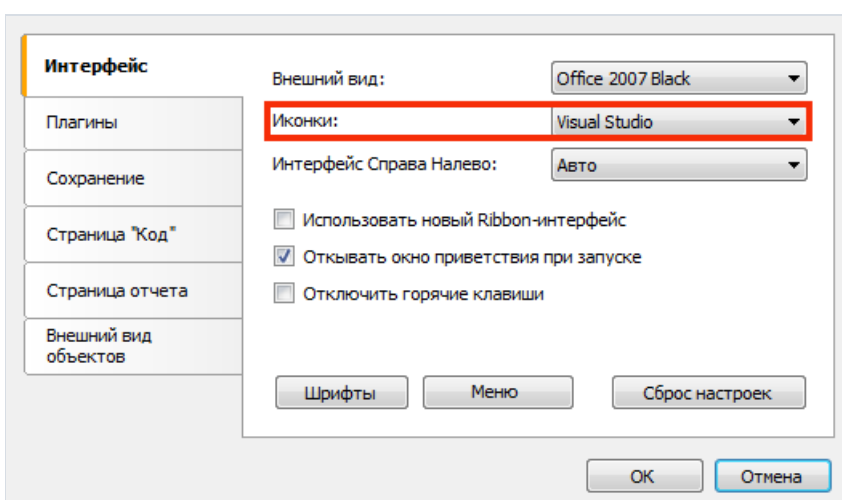 Интерфейс
Плагины
Сохранение
Страница "Код"
Страница отчета
Внешний вид
объектов
Внешний вид: Office 2007 Black
Иконки: Visual Studio
Интерфейс Справа Налево: Авто
Использовать новый Ribbon-интерфейс
Откывать окно приветствия при запуске
Отключить горячие клавиши
Шрифты Меню Сброс настроек
ОК Отмена